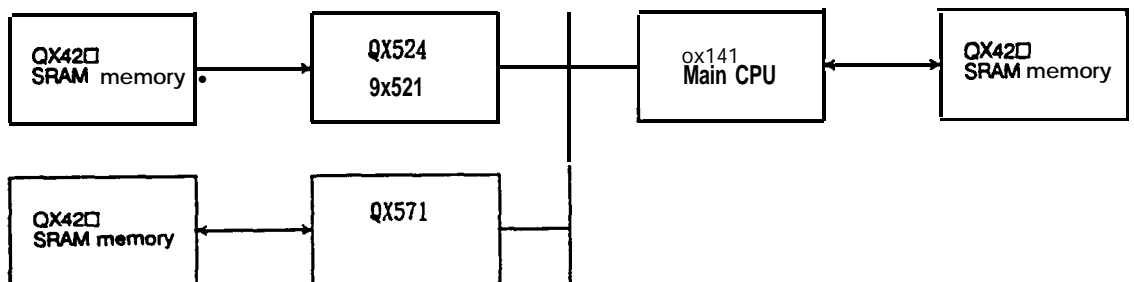 QX42□
SRAM memory
QX524
9x521
ox141
Main CPU
QX42□
SRAM memory
QX42□
SRAM memory
QX571